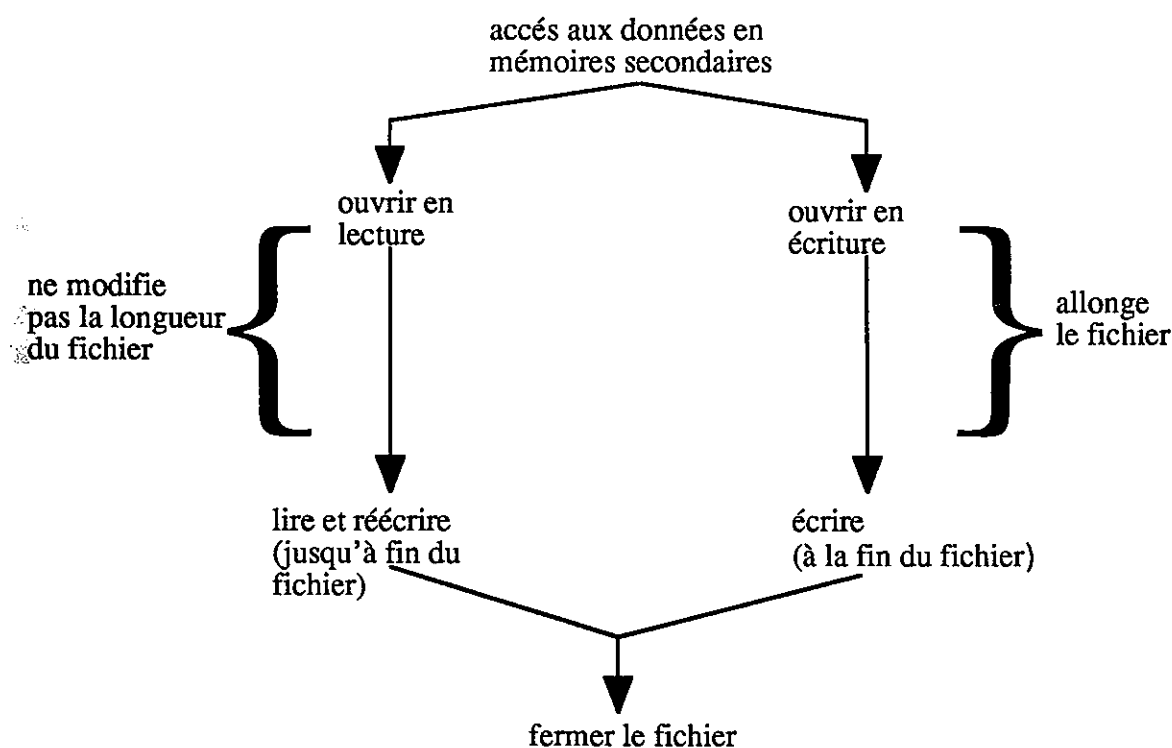 accés aux données en
mémoires secondaires
ouvrir en
lecture
ouvrir en
écriture
ne modifie
pas la longueur
du fichier
allonge
le fichier
lire et réécrire
(jusqu'à fin du
fichier)
écrire
(à la fin du fichier)
fermer le fichier